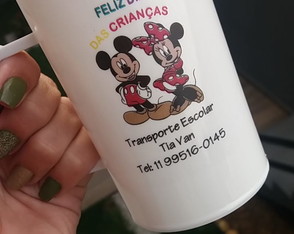 FELIZ D
DAS CRIANÇAS
Transporte Escolar
Tia Van
Tel: 11 99516-0145